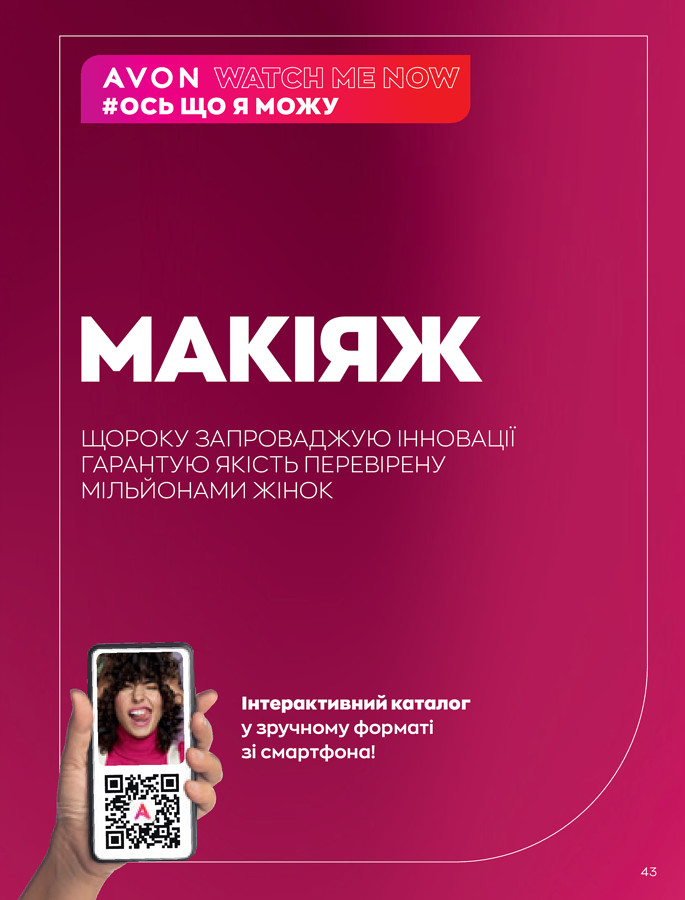 AVON WATCH ME NOW
#ОСЬ ЩО Я МОЖУ
МАКІЯЖ
ЩОРОКУ ЗАПРОВАДЖУЮ ІННОВАЦІЇ
ГАРАНТУЮ ЯКІСТЬ ПЕРЕВІРЕНУ
МІЛЬЙОНАМИ ЖІНОК
Інтерактивний каталог
у зручному форматі
зі смартфона!
A
43